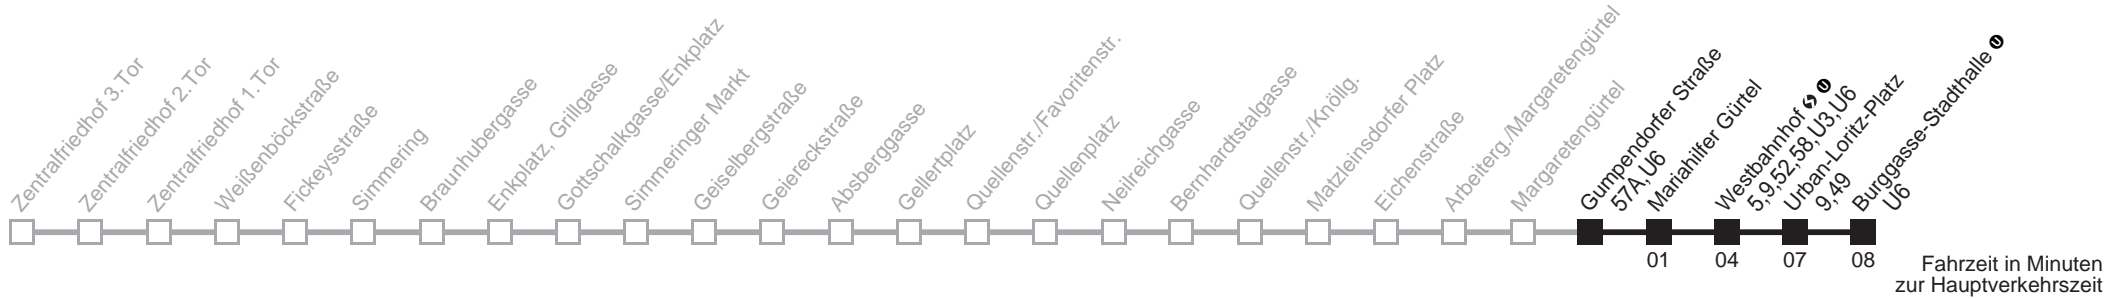 Zentralfriedhof 3.Tor
Zentralfriedhof 2.Tor
Zentralfriedhof 1.Tor
Weißenböckstraße
Fickeysstraße
Simmering
Braunhubergasse
Enkplatz, Grillgasse
Gottschalkgasse/Enkplatz
Simmeringer Markt
Geiselbergstraße
Geiereckstraße
Absberggasse
Gellertplatz
Quellenstr./Favoritenstr.
Quellenplatz
Neilreichgasse
Bernhardtstalgasse
Quellenstr./Knöllg.
Matzleinsdorfer Platz
Eichenstraße
Arbeiterg./Margaretengürtel
Margaretengürtel
Gumpendorfer Straße
57A,U6
Mariahilfer Gürtel
Westbahnhof S U
5,9,52,58,U3,U6
Urban-Loritz-Platz
9,49
Burggasse-Stadthalle U
U6
01 04 07 08
Fahrzeit in Minuten
zur Hauptverkehrszeit